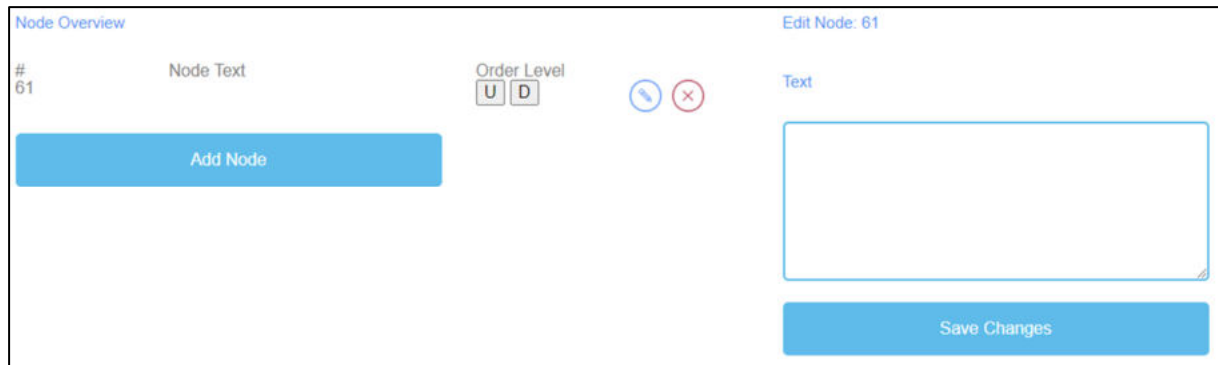 Node Overview
# Node Text Order Level
61 U D
Add Node
Edit Node: 61
Text
Save Changes